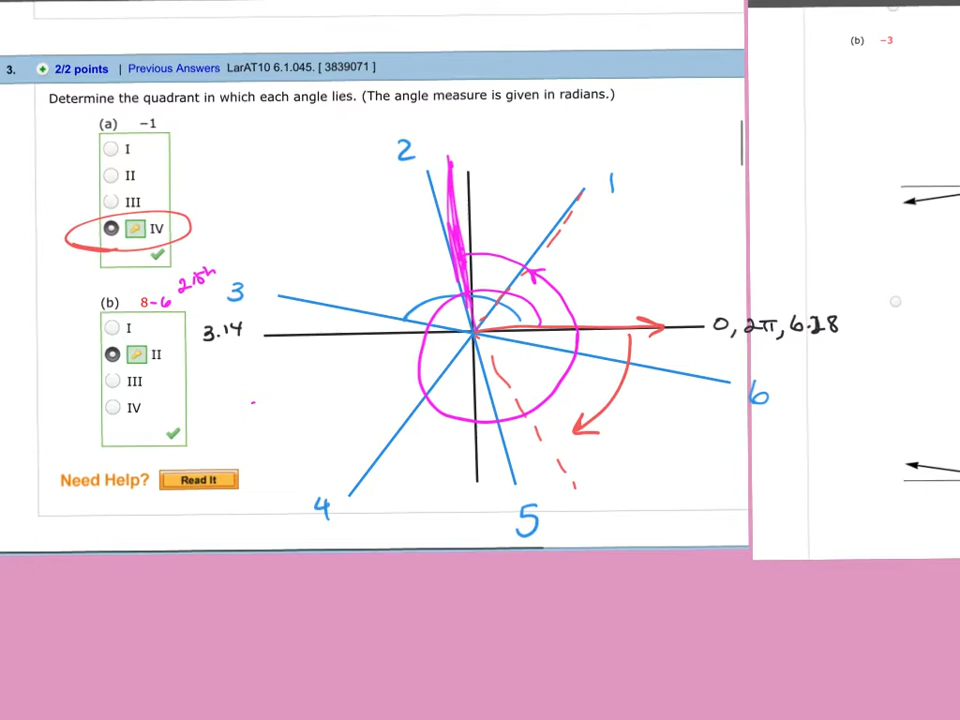 (b) -3
3. 2/2 points | Previous Answers LarAT10 6.1.045. [ 3839071 ]
Determine the quadrant in which each angle lies. (The angle measure is given in radians.)
(a) -1
I
II
III
IV
(b) 8-6 2ish
I
II
III
IV
Need Help? Read It
2
1
3
3.14
0, 2π, 6.28
6
4
5